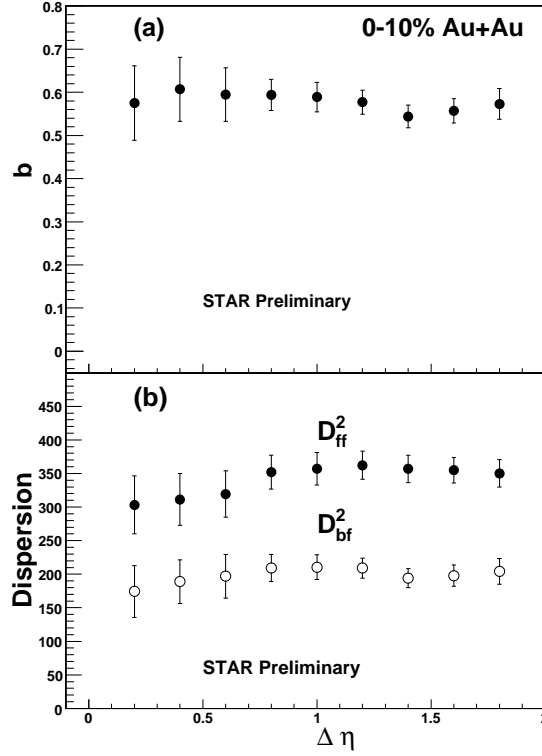 (a) 0-10% Au+Au
0.8
0.7
0.6
0.5
0.4
0.3
0.2
0.1
0
b
STAR Preliminary
(b)
450
400
350
300
250
200
150
100
50
0
Dispersion
D²ff
D²bf
STAR Preliminary
0 0.5 1 1.5 2
Δ η